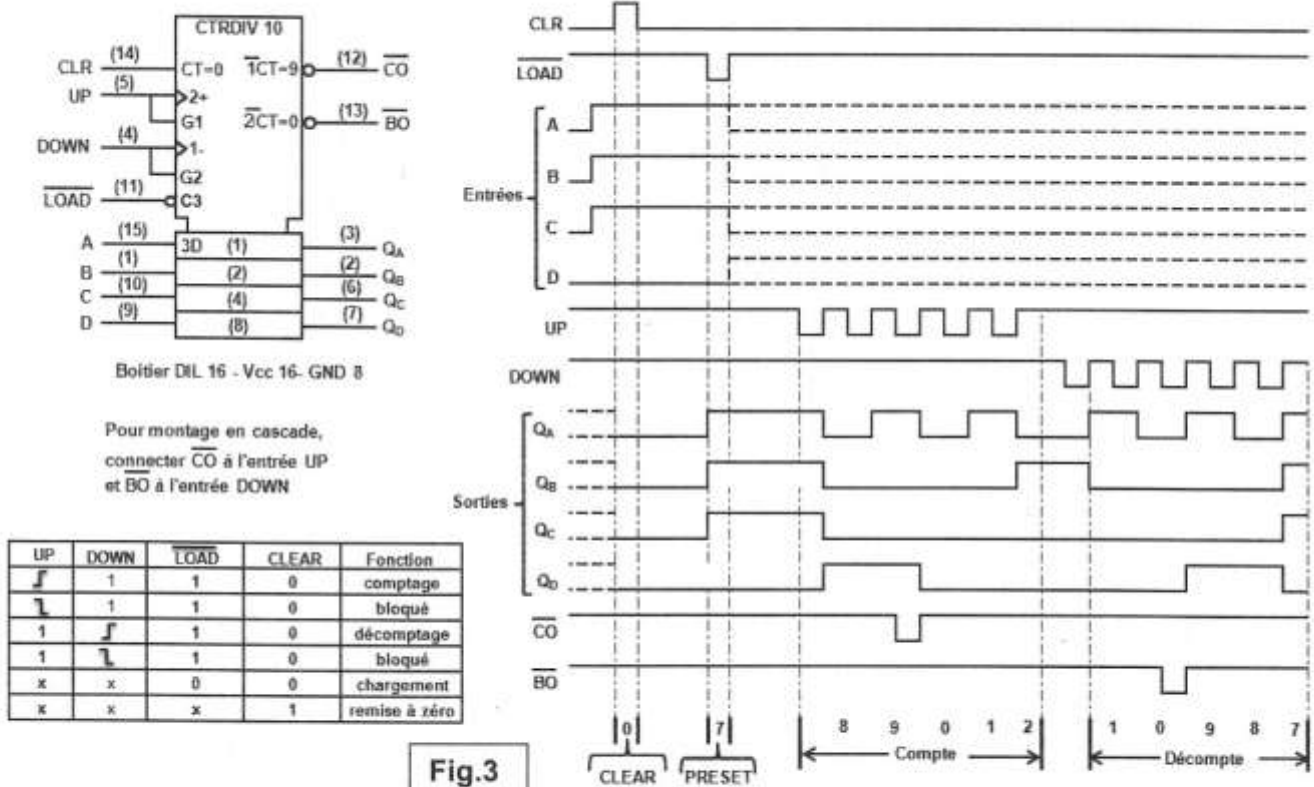 CTRDIV 10
CLR (14) CT=0 1CT=9 (12) CO
UP (5) 2+
G1 2CT=0 (13) BO
DOWN (4) 1-
G2
LOAD (11) C3
A (15) 3D (1) (3) QA
B (1) (2) (2) QB
C (10) (4) (6) QC
D (9) (8) (7) QD
Boitier DIL 16 - Vcc 16- GND 8
Pour montage en cascade,
connecter CO à l'entrée UP
et BO à l'entrée DOWN
UP DOWN LOAD CLEAR Fonction
1 1 0 comptage
1 1 0 bloqué
1 1 0 décomptage
1 1 0 bloqué
x x 0 0 chargement
x x x 1 remise à zéro
Fig.3
CLR
LOAD
Entrées
A
B
C
D
UP
DOWN
Sorties
QA
QB
QC
QD
CO
BO
0 7 8 9 0 1 2 1 0 9 8 7
CLEAR PRESET Compte Décompte